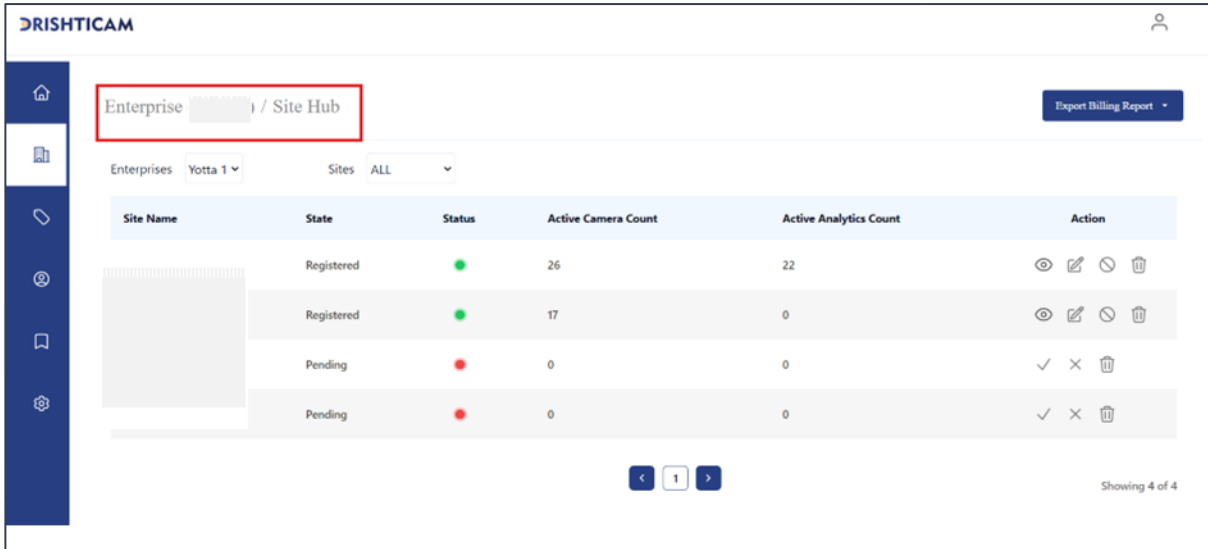 DRISHTICAM
Enterprise ) / Site Hub
Export Billing Report
Enterprises Yotta 1 Sites ALL
Site Name State Status Active Camera Count Active Analytics Count Action
Registered 26 22
Registered 17 0
Pending 0 0
Pending 0 0
1
Showing 4 of 4